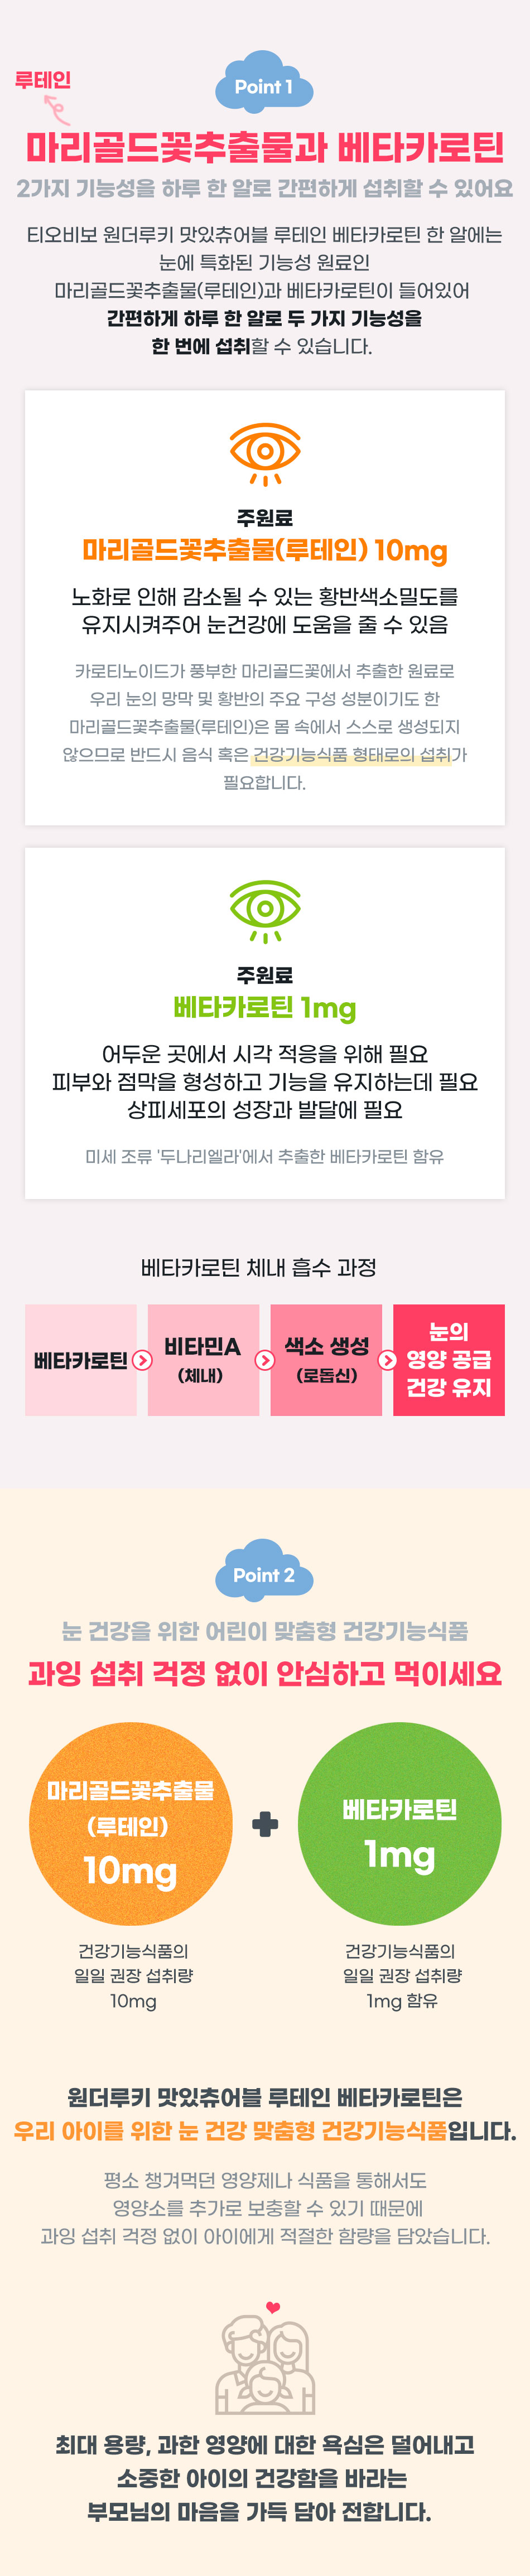 루테인
Point 1
마리골드꽃추출물과 베타카로틴
2가지 기능성을 하루 한 알로 간편하게 섭취할 수 있어요
티오비보 원더루키 맛있츄어블 루테인 베타카로틴 한 알에는
눈에 특화된 기능성 원료인
마리골드꽃추출물(루테인)과 베타카로틴이 들어있어
간편하게 하루 한 알로 두 가지 기능성을
한 번에 섭취할 수 있습니다.
주원료
마리골드꽃추출물(루테인) 10mg
노화로 인해 감소될 수 있는 황반색소밀도를
유지시켜주어 눈건강에 도움을 줄 수 있음
카로티노이드가 풍부한 마리골드꽃에서 추출한 원료로
우리 눈의 망막 및 황반의 주요 구성 성분이기도 한
마리골드꽃추출물(루테인)은 몸 속에서 스스로 생성되지
않으므로 반드시 음식 혹은 건강기능식품 형태로의 섭취가
필요합니다.
주원료
베타카로틴 1mg
어두운 곳에서 시각 적응을 위해 필요
피부와 점막을 형성하고 기능을 유지하는데 필요
상피세포의 성장과 발달에 필요
미세 조류 '두나리엘라'에서 추출한 베타카로틴 함유
베타카로틴 체내 흡수 과정
베타카로틴
비타민A
(체내)
색소 생성
(로돕신)
눈의
영양 공급
건강 유지
Point 2
눈 건강을 위한 어린이 맞춤형 건강기능식품
과잉 섭취 걱정 없이 안심하고 먹이세요
마리골드꽃추출물
(루테인)
10mg
베타카로틴
1mg
건강기능식품의
일일 권장 섭취량
10mg
건강기능식품의
일일 권장 섭취량
1mg 함유
원더루키 맛있츄어블 루테인 베타카로틴은
우리 아이를 위한 눈 건강 맞춤형 건강기능식품입니다.
평소 챙겨먹던 영양제나 식품을 통해서도
영양소를 추가로 보충할 수 있기 때문에
과잉 섭취 걱정 없이 아이에게 적절한 함량을 담았습니다.
최대 용량, 과한 영양에 대한 욕심은 덜어내고
소중한 아이의 건강함을 바라는
부모님의 마음을 가득 담아 전합니다.